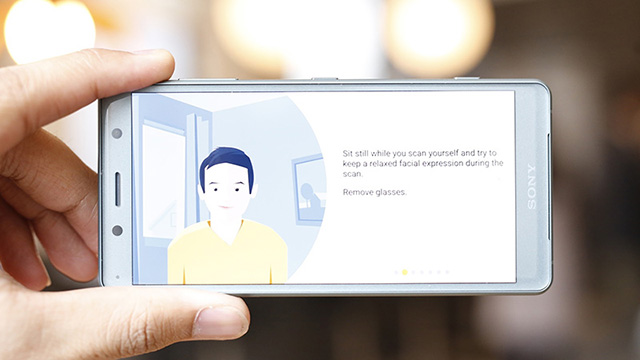 Sit still while you scan yourself and try to
keep a relaxed facial expression during the
scan.
Remove glasses.
SONY